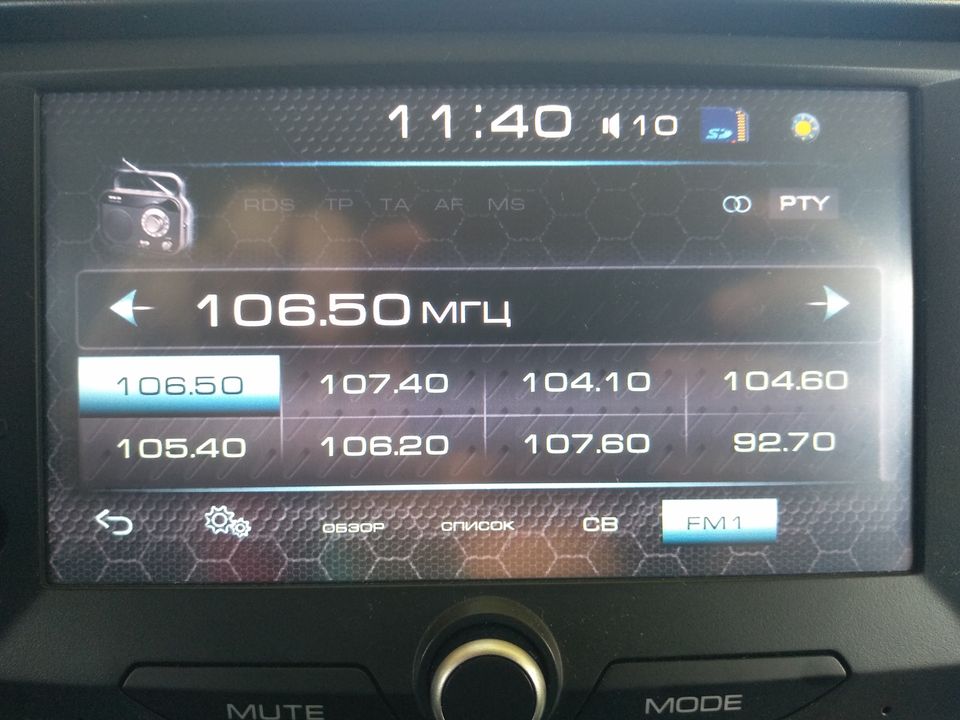 11:40 10 SD
RDS TP TA AF MS PTY
106.50 МГЦ
106.50 107.40 104.10 104.60
105.40 106.20 107.60 92.70
ОБЗОР СПИСОК СВ FM1
MUTE MODE